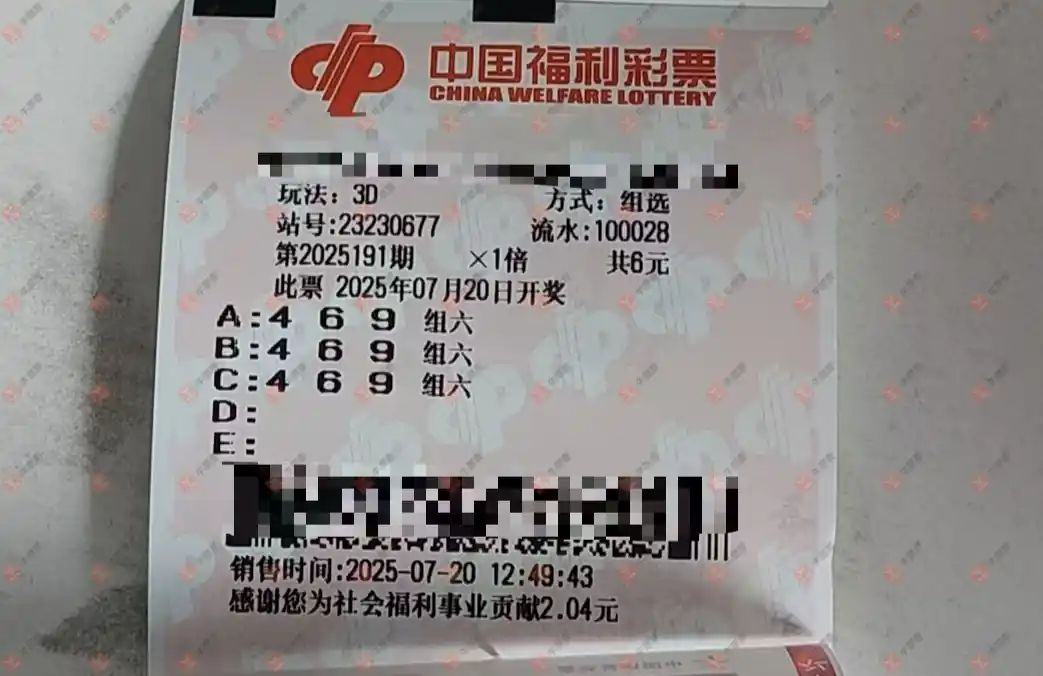 中国福利彩票
CHINA WELFARE LOTTERY
玩法：3D 方式：组选
站号:23230677 流水:100028
第2025191期 ×1倍 共6元
此票 2025年07月20日开奖
A:4 6 9 组六
B:4 6 9 组六
C:4 6 9 组六
D:
E:
销售时间:2025-07-20 12:49:43
感谢您为社会福利事业贡献2.04元